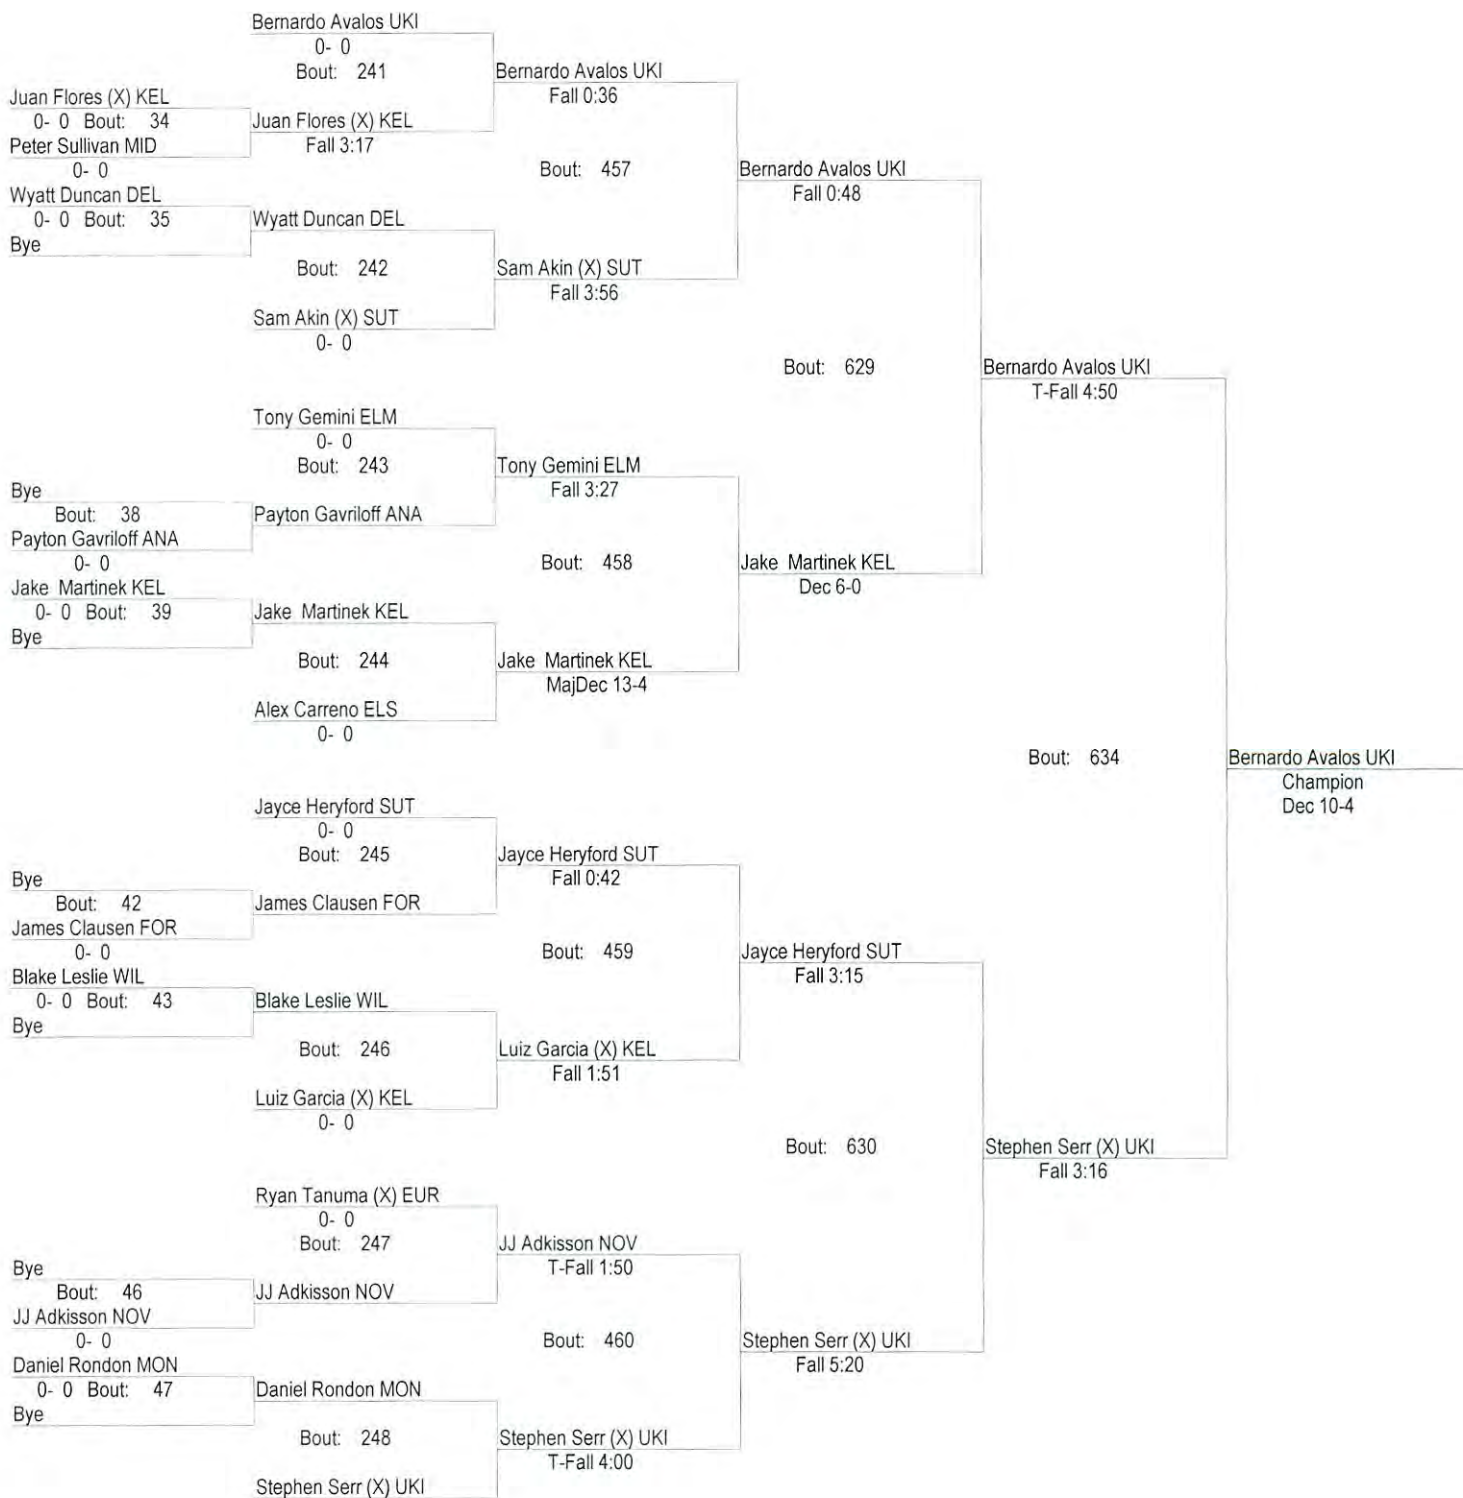 Bernardo Avalos UKI
0- 0
Bout: 241
Bernardo Avalos UKI
Fall 0:36
Juan Flores (X) KEL
0- 0 Bout: 34
Juan Flores (X) KEL
Fall 3:17
Peter Sullivan MID
0- 0
Bout: 457
Bernardo Avalos UKI
Fall 0:48
Wyatt Duncan DEL
0- 0 Bout: 35
Wyatt Duncan DEL
Bye
Bout: 242
Sam Akin (X) SUT
Fall 3:56
Sam Akin (X) SUT
0- 0
Bout: 629
Bernardo Avalos UKI
T-Fall 4:50
Tony Gemini ELM
0- 0
Bout: 243
Tony Gemini ELM
Fall 3:27
Bye
Bout: 38
Payton Gavriloff ANA
Payton Gavriloff ANA
0- 0
Bout: 458
Jake Martinek KEL
Dec 6-0
Jake Martinek KEL
0- 0 Bout: 39
Jake Martinek KEL
Bye
Bout: 244
Jake Martinek KEL
MajDec 13-4
Alex Carreno ELS
0- 0
Bout: 634
Bernardo Avalos UKI
Champion
Dec 10-4
Jayce Heryford SUT
0- 0
Bout: 245
Jayce Heryford SUT
Fall 0:42
Bye
Bout: 42
James Clausen FOR
James Clausen FOR
0- 0
Bout: 459
Jayce Heryford SUT
Fall 3:15
Blake Leslie WIL
0- 0 Bout: 43
Blake Leslie WIL
Bye
Bout: 246
Luiz Garcia (X) KEL
Fall 1:51
Luiz Garcia (X) KEL
0- 0
Bout: 630
Stephen Serr (X) UKI
Fall 3:16
Ryan Tanuma (X) EUR
0- 0
Bout: 247
JJ Adkisson NOV
T-Fall 1:50
Bye
Bout: 46
JJ Adkisson NOV
JJ Adkisson NOV
0- 0
Bout: 460
Stephen Serr (X) UKI
Fall 5:20
Daniel Rondon MON
0- 0 Bout: 47
Daniel Rondon MON
Bye
Bout: 248
Stephen Serr (X) UKI
T-Fall 4:00
Stephen Serr (X) UKI